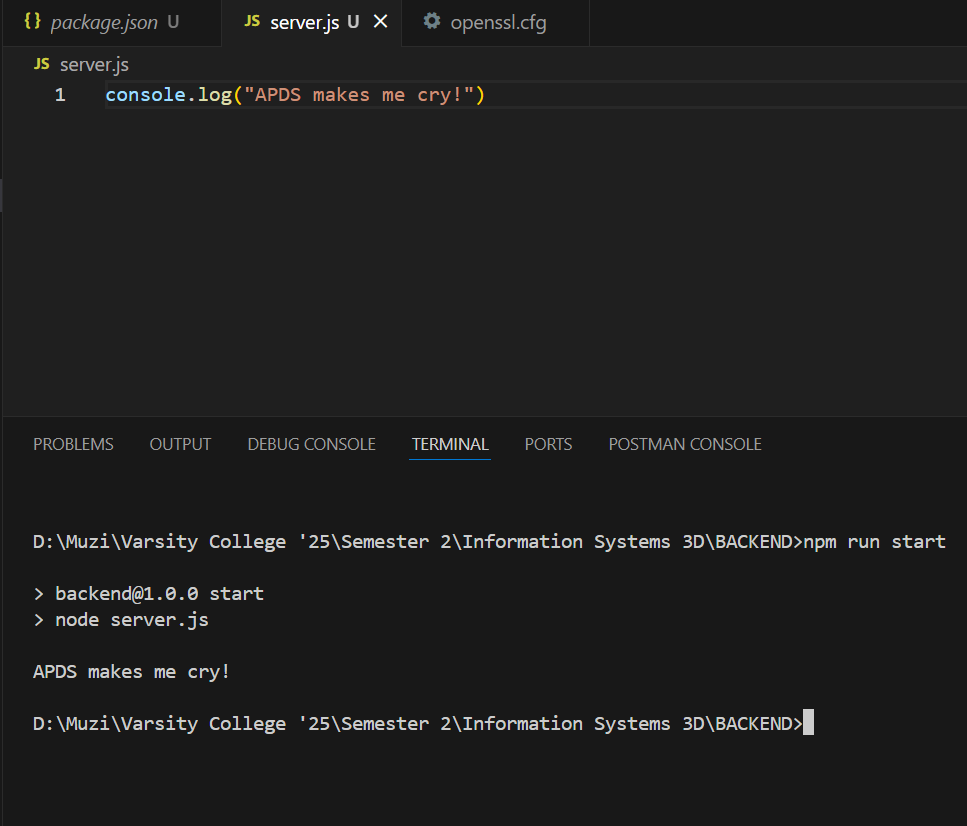 {} package.json U JS server.js U × openssl.cfg
JS server.js
1 console.log("APDS makes me cry!")
PROBLEMS OUTPUT DEBUG CONSOLE TERMINAL PORTS POSTMAN CONSOLE
D:\Muzi\Varsity College '25\Semester 2\Information Systems 3D\BACKEND>npm run start
> backend@1.0.0 start
> node server.js
APDS makes me cry!
D:\Muzi\Varsity College '25\Semester 2\Information Systems 3D\BACKEND>